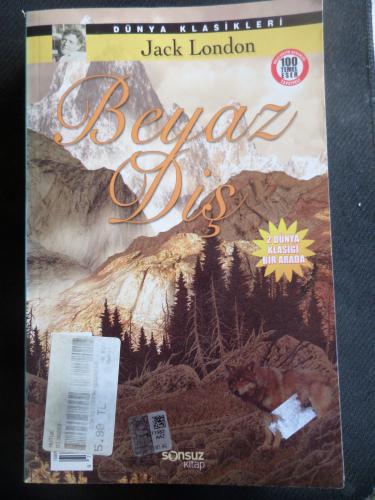 DÜNYA KLASİKLERİ
Jack London
100
TEMEL
ESER
Beyaz
Diş
2 DÜNYA
KLASİĞİ
BİR ARADA
5,90 TL
sonsuz
kitap